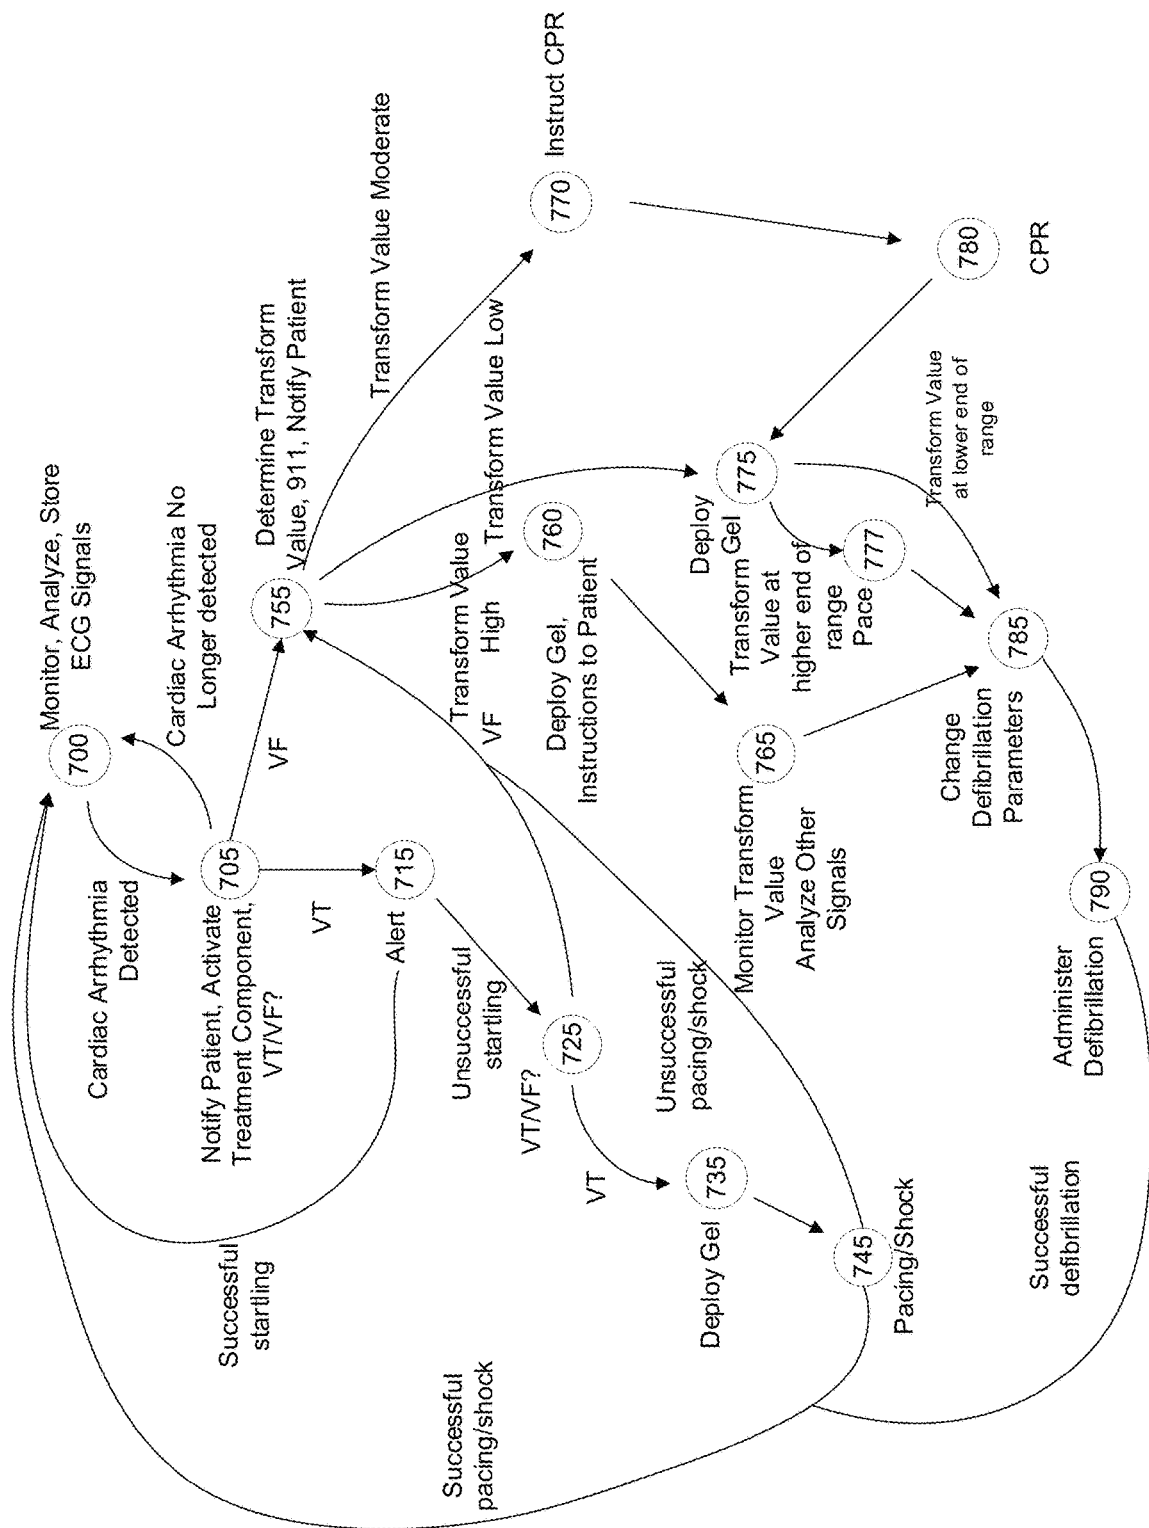 Monitor, Analyze, Store
ECG Signals
700
Cardiac Arrhythmia
Detected
Cardiac Arrhythmia No
Longer detected
705
Notify Patient, Activate
Treatment Component,
VT/VF?
VF
VT
715
Alert
Successful
startling
Unsuccessful
startling
725
VT/VF?
VT
VF
735
Deploy Gel
745
Pacing/Shock
Successful
pacing/shock
Unsuccessful
pacing/shock
755
Determine Transform
Value, 911, Notify Patient
Transform Value Moderate
Transform Value Low
Transform Value
High
760
Deploy Gel,
Instructions to Patient
765
Monitor Transform
Value
Analyze Other
Signals
770
Instruct CPR
780
CPR
775
Deploy
Gel
Transform
Value at
higher end of
range
Pace
777
Transform Value
at lower end of
range
785
Change
Defibrillation
Parameters
790
Administer
Defibrillation
Successful
defibrillation